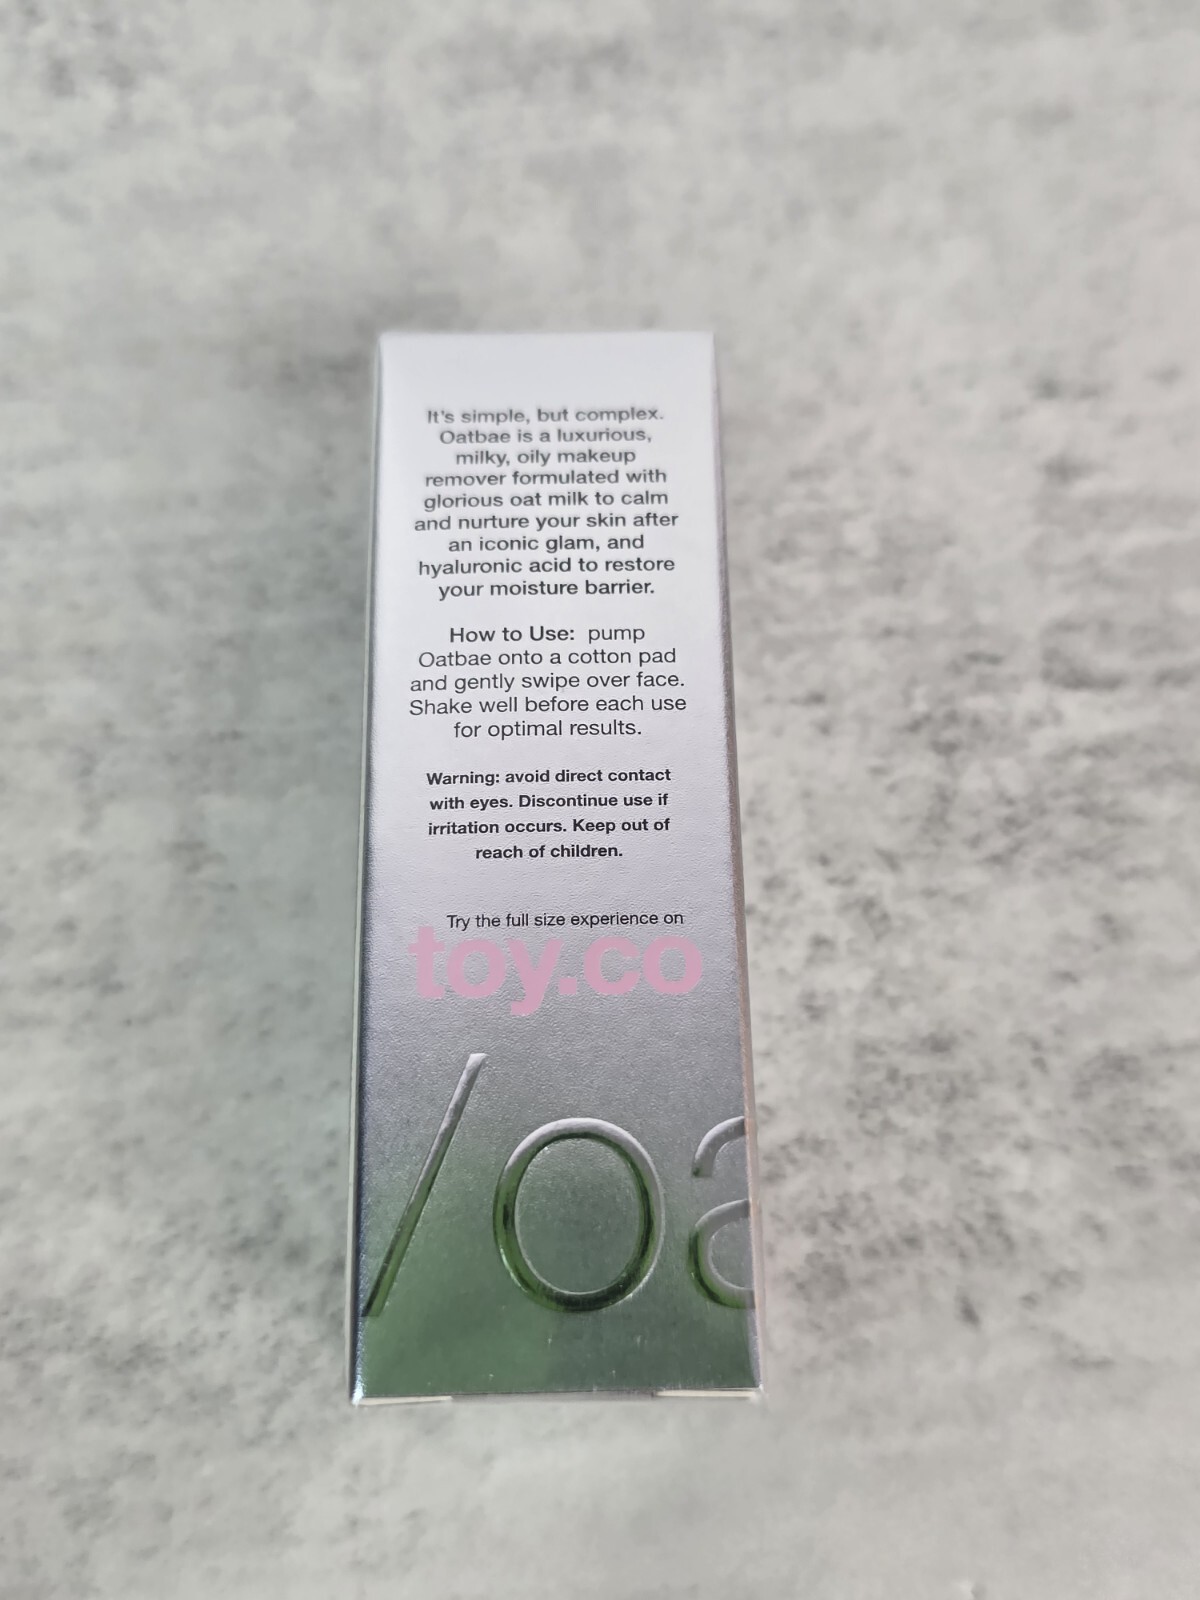 It's simple, but complex.
Oatbae is a luxurious,
milky, oily makeup
remover formulated with
glorious oat milk to calm
and nurture your skin after
an iconic glam, and
hyaluronic acid to restore
your moisture barrier.
How to Use: pump
Oatbae onto a cotton pad
and gently swipe over face.
Shake well before each use
for optimal results.
Warning: avoid direct contact
with eyes. Discontinue use if
irritation occurs. Keep out of
reach of children.
Try the full size experience on
toy.co
/oa